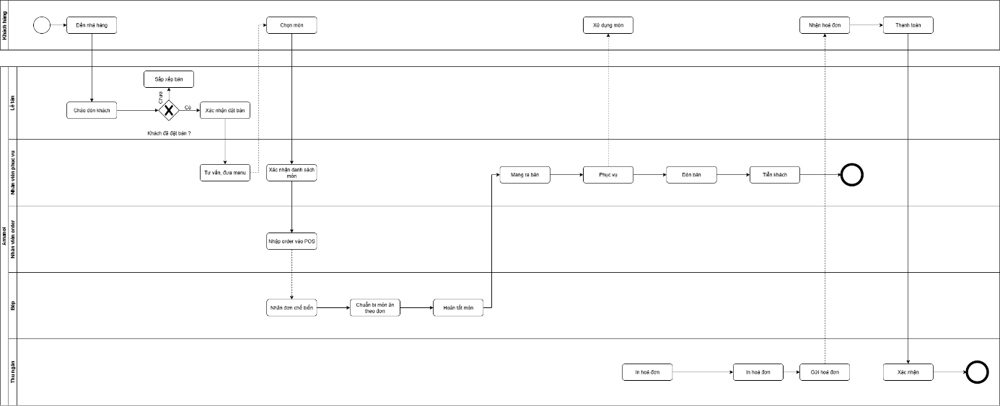 Khách hàng
Đến nhà hàng
Chọn món
Xử dụng món
Nhận hoá đơn
Thanh toán
Amanoi
Lễ tân
Sắp xếp bàn
Chưa
Chào đón khách
Có
Xác nhận đặt bàn
Khách đã đặt bàn ?
Nhân viên phục vụ
Tư vấn, đưa menu
Xác nhận danh sách
món
Mang ra bàn
Phục vụ
Dòn bàn
Tiễn khách
Nhân viên order
Nhập order vào POS
Bếp
Nhận đơn chế biến
Chuẩn bị món ăn
theo đơn
Hoàn tất món
Thu ngân
In hoá đơn
In hoá đơn
Gửi hoá đơn
Xác nhận